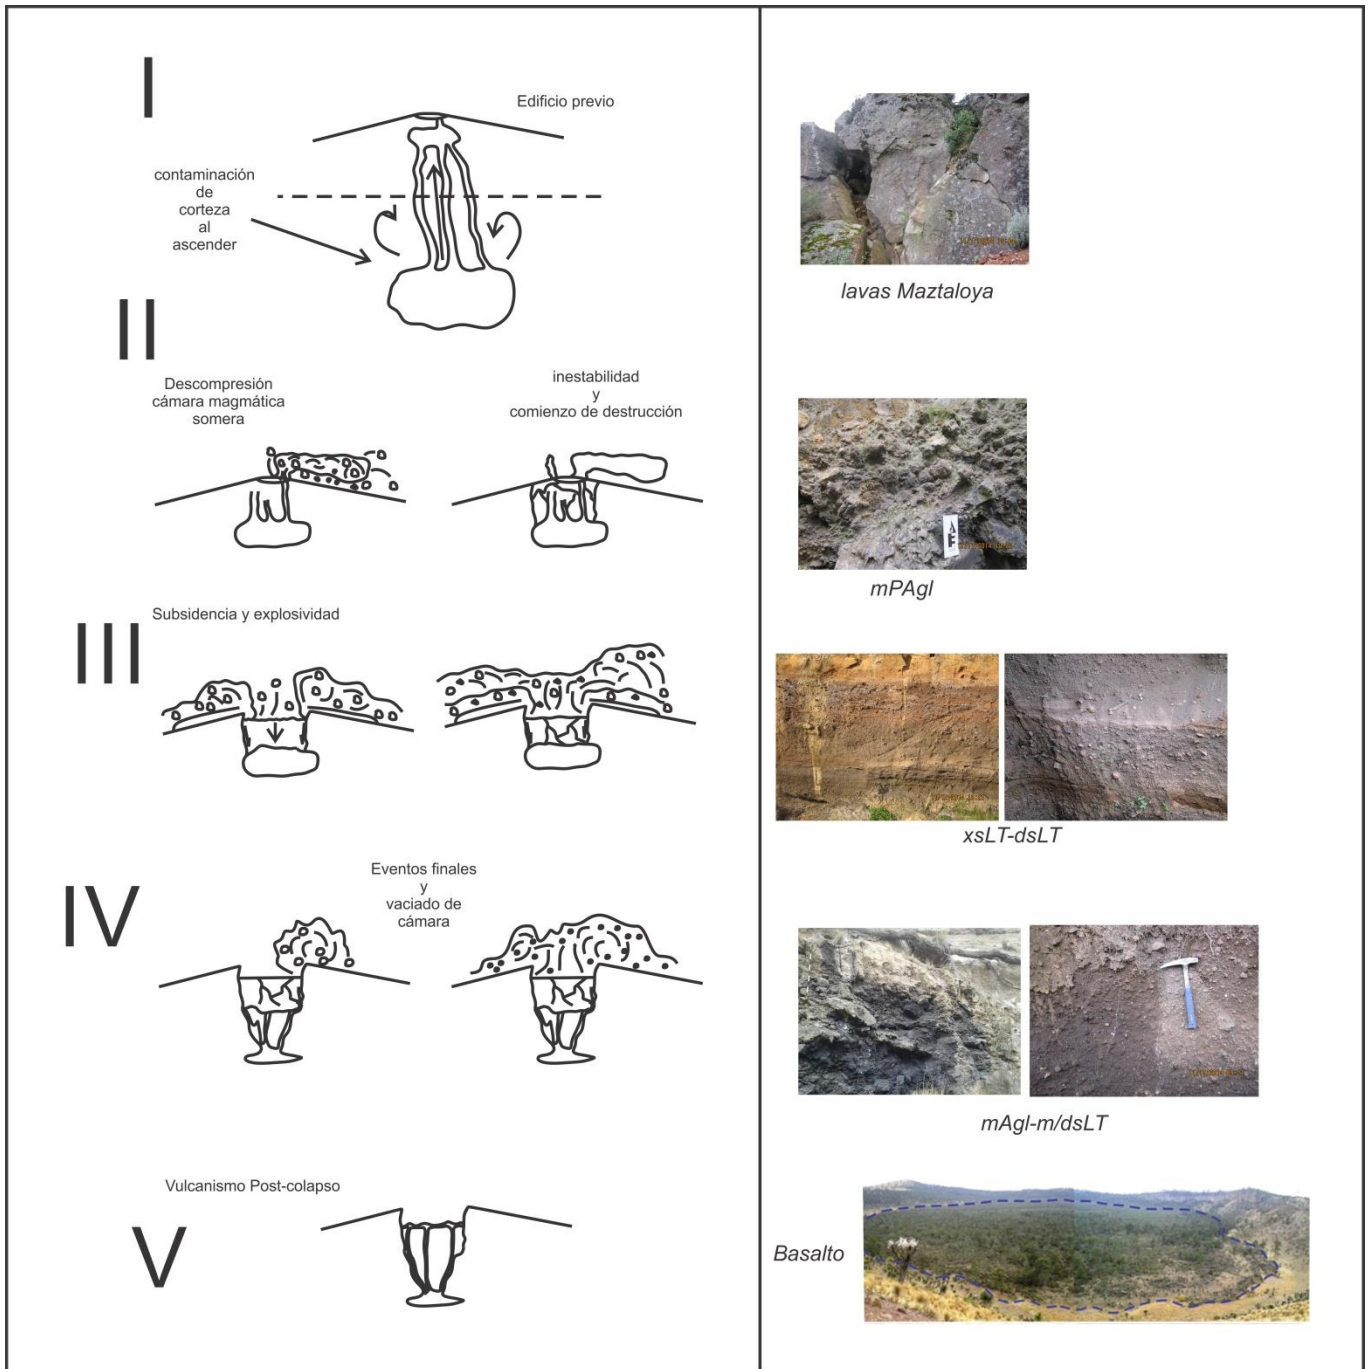 I
Edificio previo
contaminación
de
corteza
al
ascender
lavas Maztaloya
II
Descompresión
cámara magmática
somera
inestabilidad
y
comienzo de destrucción
mPAgl
III
Subsidencia y explosividad
xsLT-dsLT
IV
Eventos finales
y
vaciado de
cámara
mAgl-m/dsLT
V
Vulcanismo Post-colapso
Basalto